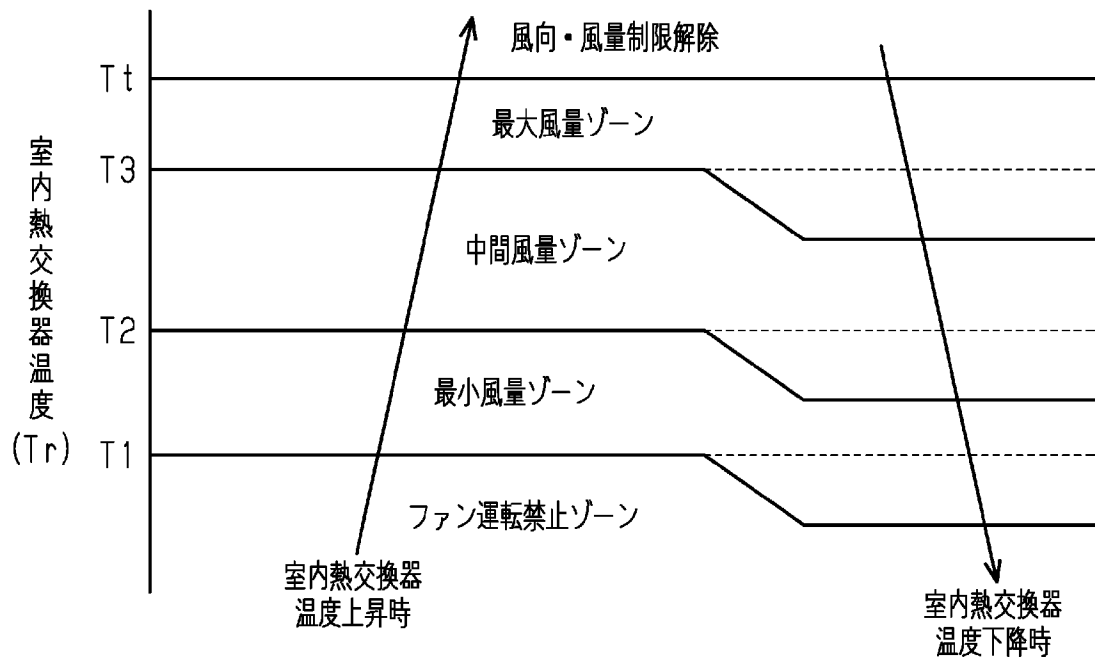 風向・風量制限解除
Tt
最大風量ゾーン
T3
中間風量ゾーン
T2
最小風量ゾーン
T1
ファン運転禁止ゾーン
室内熱交換器温度
(Tr)
室内熱交換器
温度上昇時
室内熱交換器
温度下降時